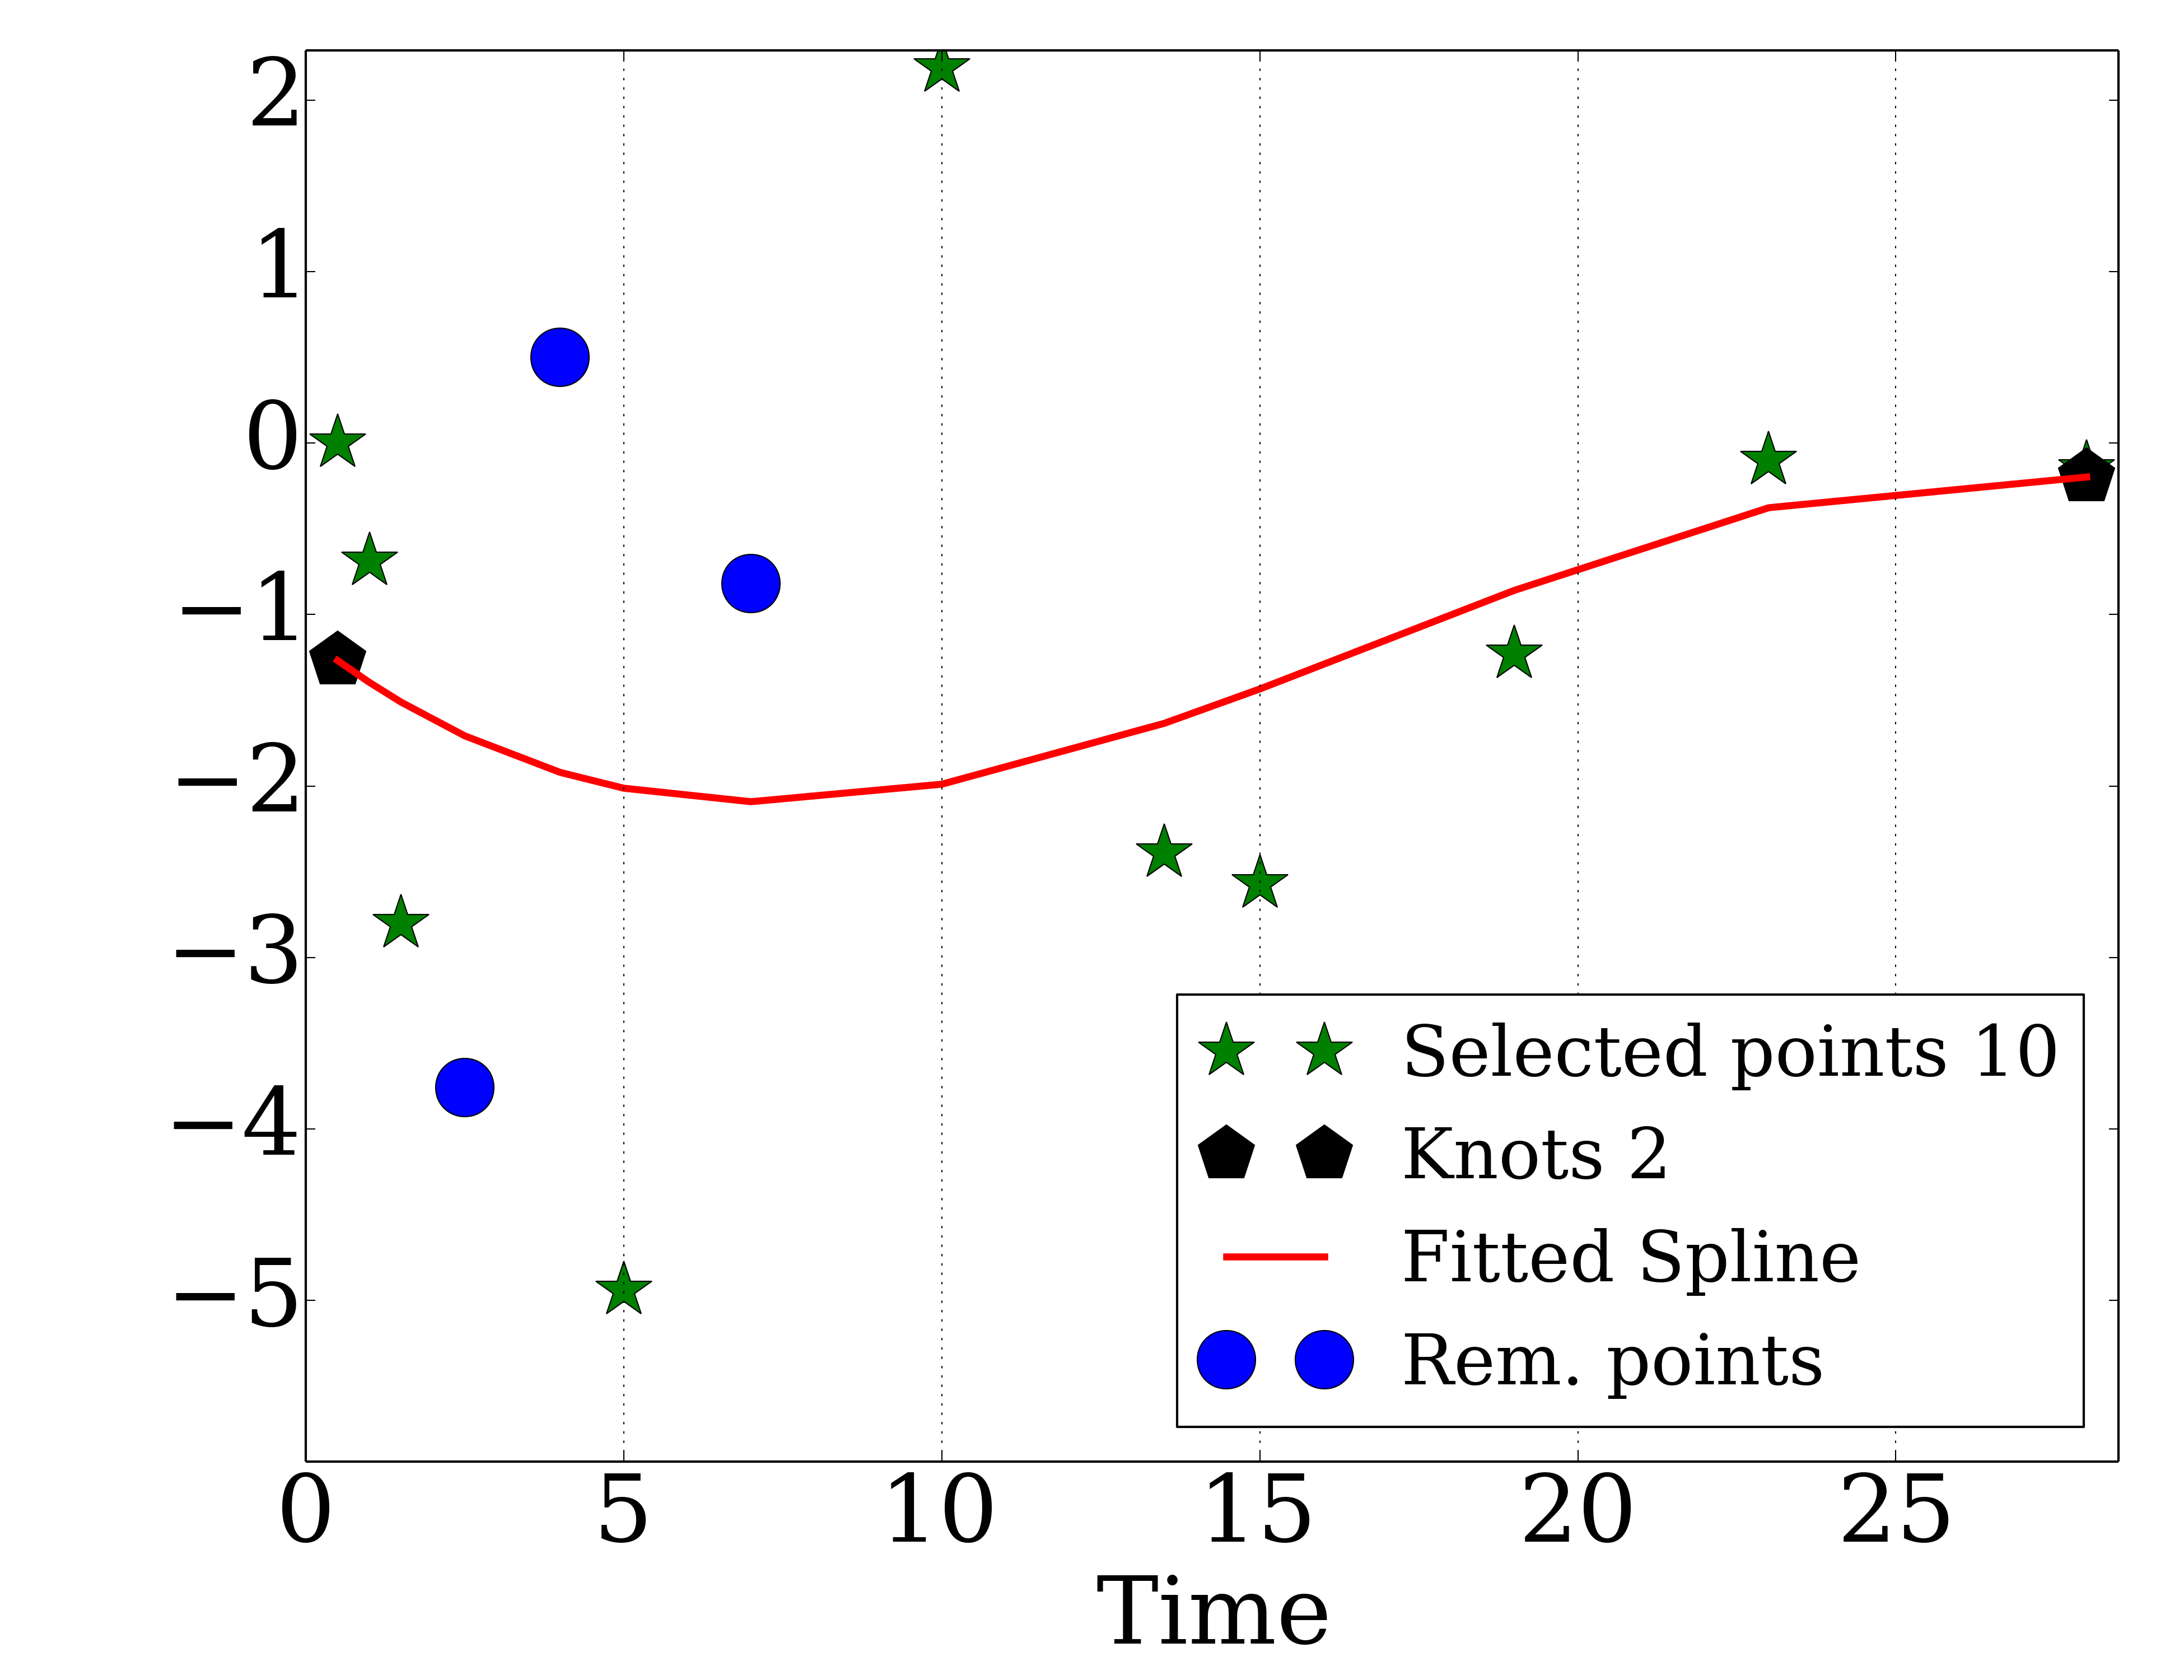 2
1
0
−1
−2
−3
−4
−5
Selected points 10
Knots 2
Fitted Spline
Rem. points
0 5 10 15 20 25
Time